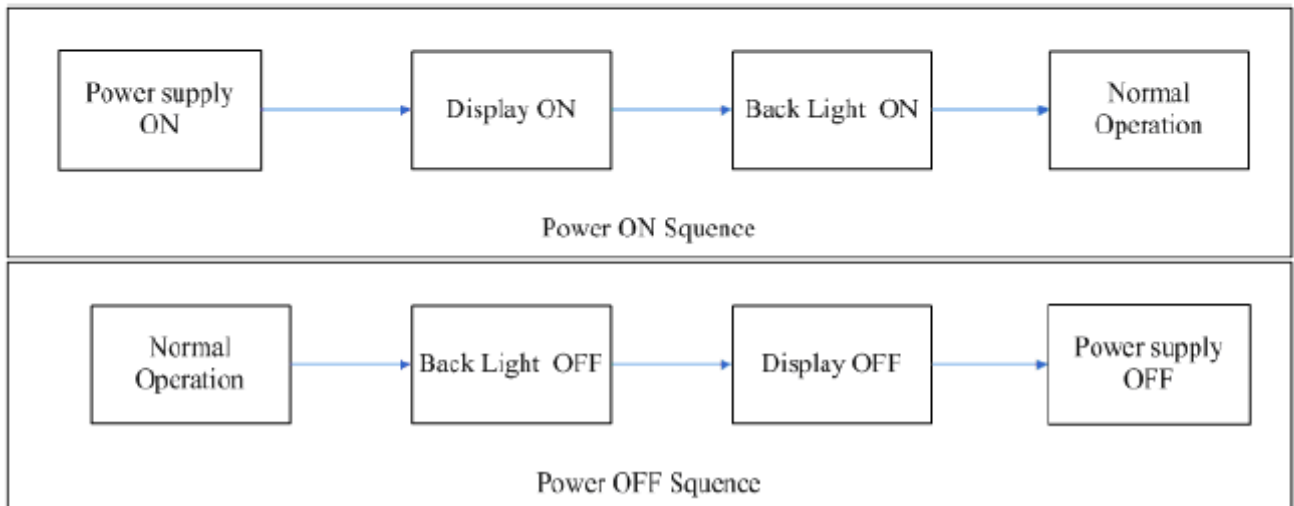 Power supply
ON
Display ON
Back Light ON
Normal
Operation
Power ON Squence
Normal
Operation
Back Light OFF
Display OFF
Power supply
OFF
Power OFF Squence